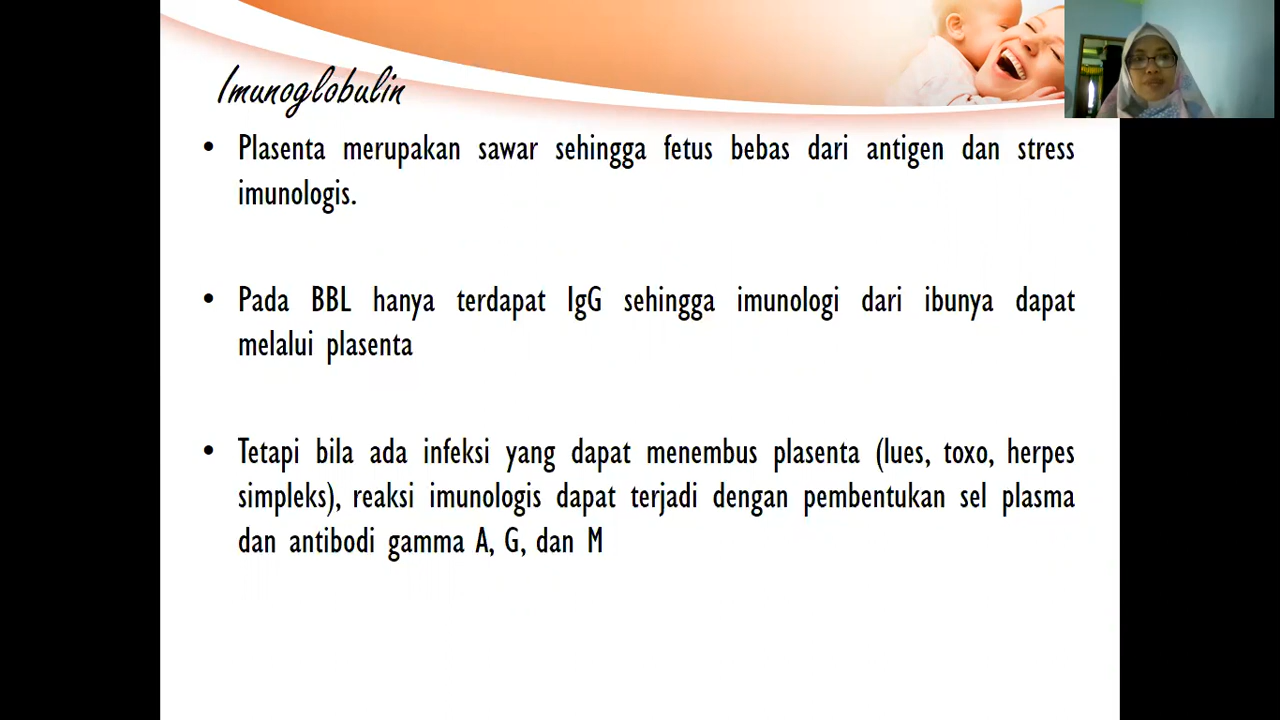 Imunoglobulin
• Plasenta merupakan sawar sehingga fetus bebas dari antigen dan stress
imunologis.
• Pada BBL hanya terdapat IgG sehingga imunologi dari ibunya dapat
melalui plasenta
• Tetapi bila ada infeksi yang dapat menembus plasenta (lues, toxo, herpes
simpleks), reaksi imunologis dapat terjadi dengan pembentukan sel plasma
dan antibodi gamma A, G, dan M